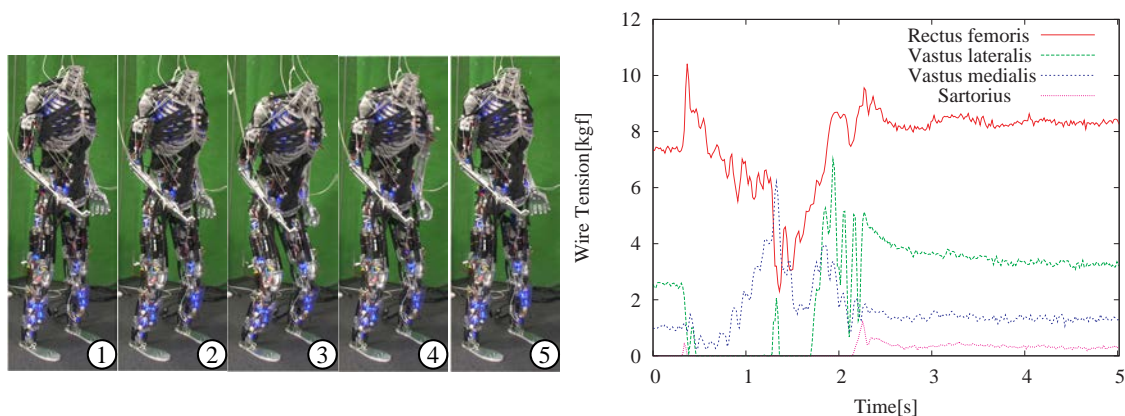 1
2
3
4
5
12
10
8
6
4
2
0
Wire Tension[kgf]
Rectus femoris
Vastus lateralis
Vastus medialis
Sartorius
0 1 2 3 4 5
Time[s]